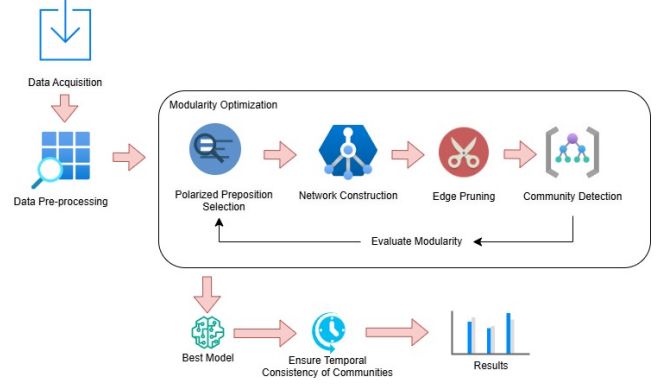 Data Acquisition
Modularity Optimization
Data Pre-processing
Polarized Preposition
Selection
Network Construction
Edge Pruning
Community Detection
Evaluate Modularity
Best Model
Ensure Temporal
Consistency of Communities
Results